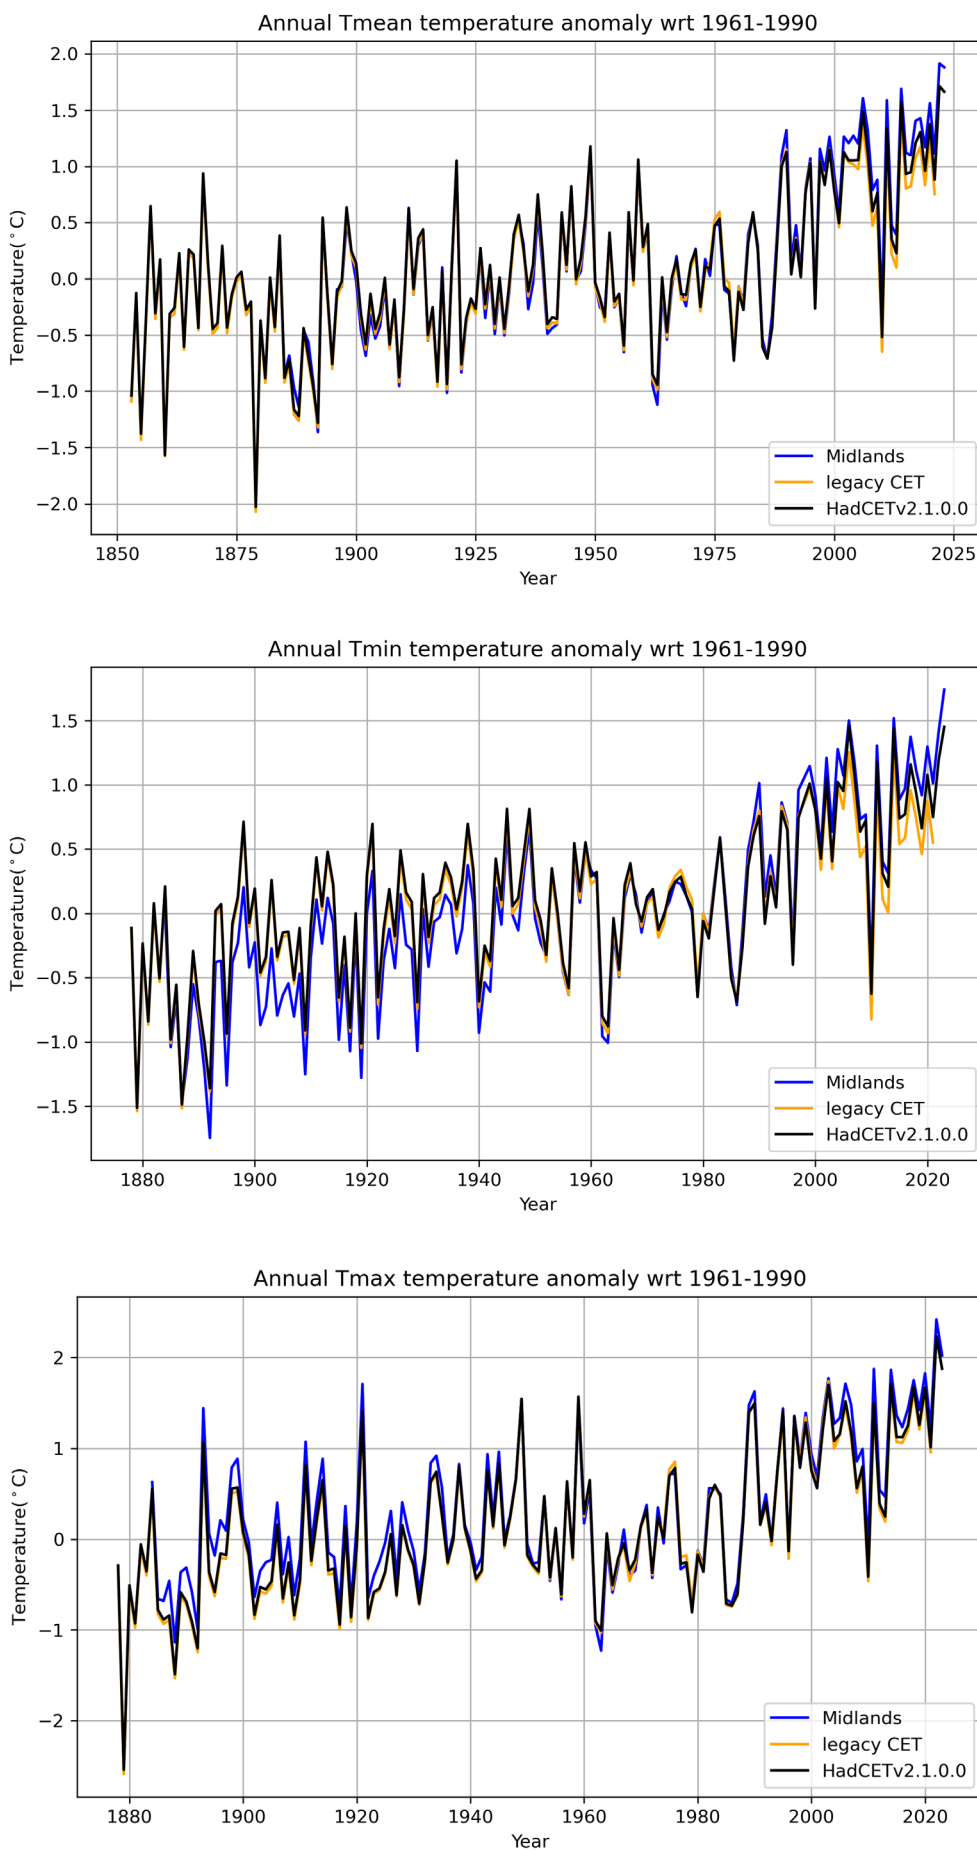 Annual Tmean temperature anomaly wrt 1961-1990
2.0
1.5
1.0
0.5
0.0
−0.5
−1.0
−1.5
−2.0
Temperature(°C)
Midlands
legacy CET
HadCETv2.1.0.0
1850 1875 1900 1925 1950 1975 2000 2025
Year
Annual Tmin temperature anomaly wrt 1961-1990
1.5
1.0
0.5
0.0
−0.5
−1.0
−1.5
Temperature(°C)
Midlands
legacy CET
HadCETv2.1.0.0
1880 1900 1920 1940 1960 1980 2000 2020
Year
Annual Tmax temperature anomaly wrt 1961-1990
2
1
0
−1
−2
Temperature(°C)
Midlands
legacy CET
HadCETv2.1.0.0
1880 1900 1920 1940 1960 1980 2000 2020
Year